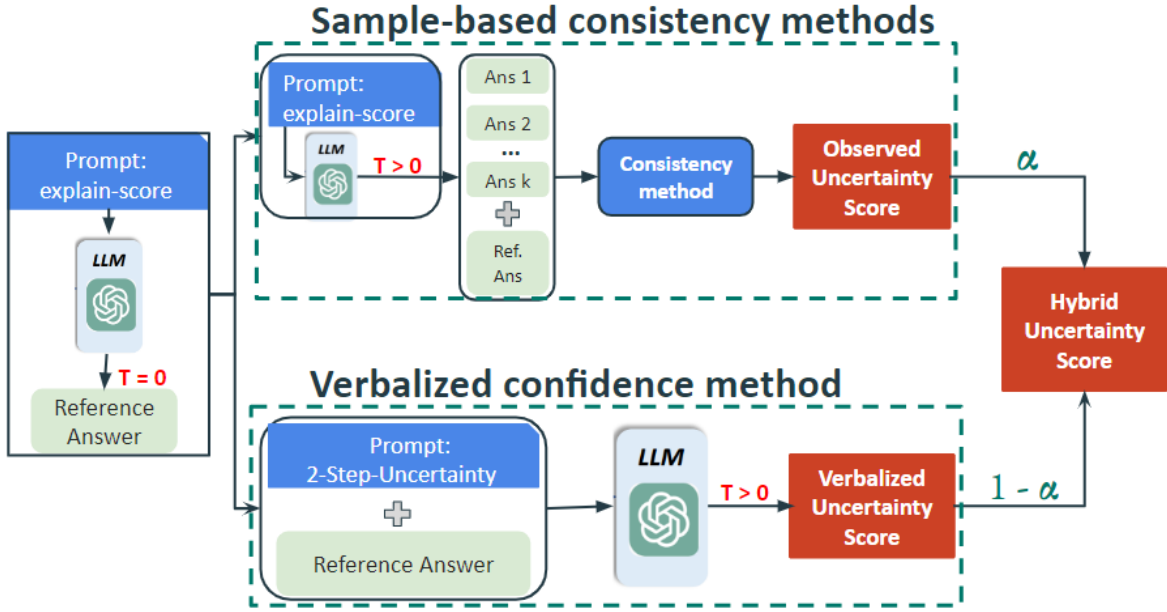 Sample-based consistency methods
Prompt:
explain-score
LLM
T = 0
Reference
Answer
Prompt:
explain-score
LLM
T > 0
Ans 1
Ans 2
...
Ans k
Ref.
Ans
Consistency
method
Observed
Uncertainty
Score
α
Verbalized confidence method
Prompt:
2-Step-Uncertainty
Reference Answer
LLM
T > 0
Verbalized
Uncertainty
Score
1 - α
Hybrid
Uncertainty
Score